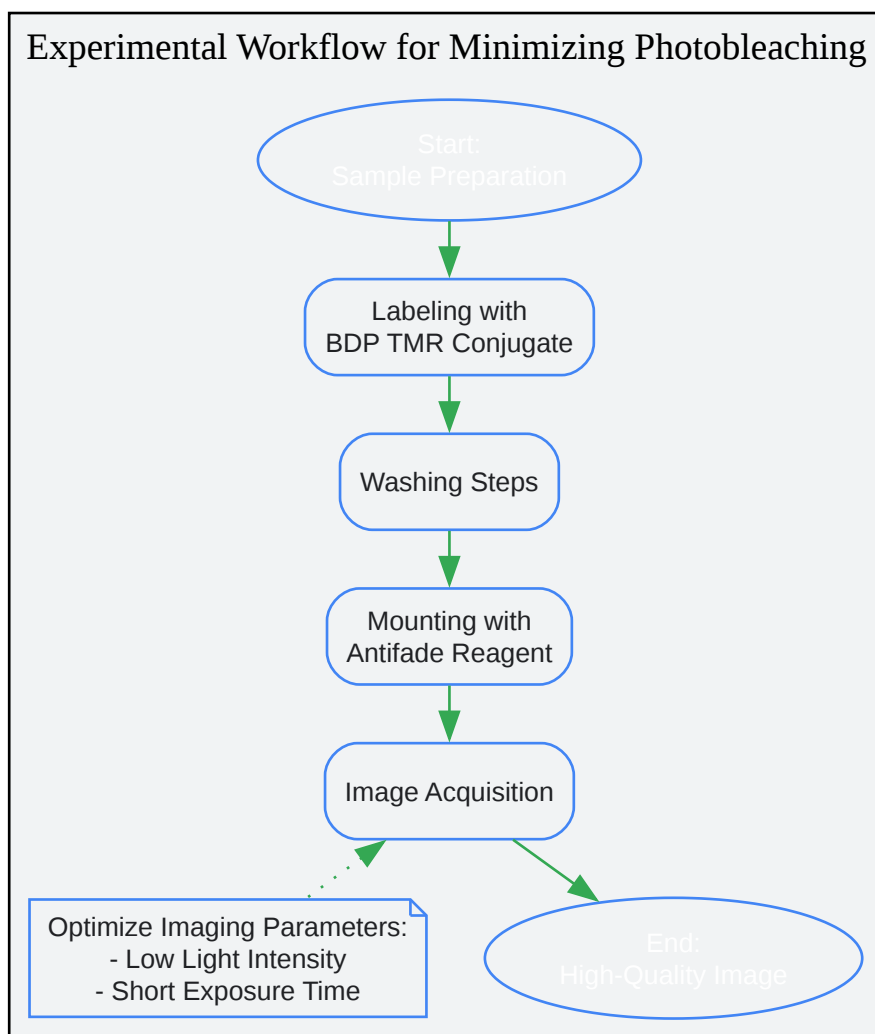 Experimental Workflow for Minimizing Photobleaching
Start:
Sample Preparation
Labeling with
BDP TMR Conjugate
Washing Steps
Mounting with
Antifade Reagent
Image Acquisition
Optimize Imaging Parameters:
- Low Light Intensity
- Short Exposure Time
End:
High-Quality Image